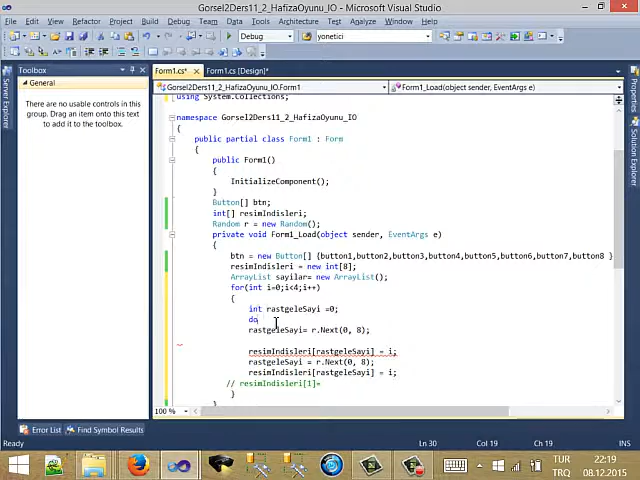 Gorsel2Ders11_2_HafizaOyunu_IO - Microsoft Visual Studio
File Edit View Refactor Project Build Debug Team Data Tools Architecture Test Analyze Window Help
Debug yonetici
Toolbox
Form1.cs* Form1.cs [Design]*
General
Gorsel2Ders11_2_HafizaOyunu_IO.Form1 Form1_Load(object sender, EventArgs e)
Server Explorer
Properties
Solution Explorer
There are no usable controls in this group. Drag an item onto this text to add it to the toolbox.
using System.Collections;
namespace Gorsel2Ders11_2_HafizaOyunu_IO
{
public partial class Form1 : Form
{
public Form1()
{
InitializeComponent();
}
Button[] btn;
int[] resimIndisleri;
Random r = new Random();
private void Form1_Load(object sender, EventArgs e)
{
btn = new Button[] {button1,button2,button3,button4,button5,button6,button7,button8 }
resimIndisleri = new int[8];
ArrayList sayilar= new ArrayList();
for(int i=0;i<4;i++)
{
int rastgeleSayi =0;
do
rastgeleSayi= r.Next(0, 8);
resimIndisleri[rastgeleSayi] = i;
rastgeleSayi = r.Next(0, 8);
resimIndisleri[rastgeleSayi] = i;
// resimIndisleri[1]=
}
}
100 %
Error List Find Symbol Results
Ready Ln 30 Col 19 Ch 19 INS
TUR 22:19
TRQ 08.12.2015